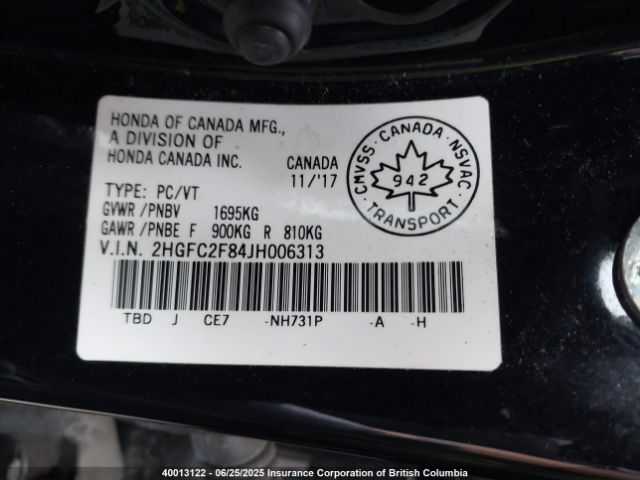 HONDA OF CANADA MFG.,
A DIVISION OF
HONDA CANADA INC. CANADA
11/'17
TYPE: PC/VT
GVWR /PNBV 1695KG
GAWR /PNBE F 900KG R 810KG
V.I.N. 2HGFC2F84JH006313
TBD J CE7 -NH731P -A -H
CMVSS · CANADA · NSVAC
942
TRANSPORT
40013122 - 06/25/2025 Insurance Corporation of British Columbia